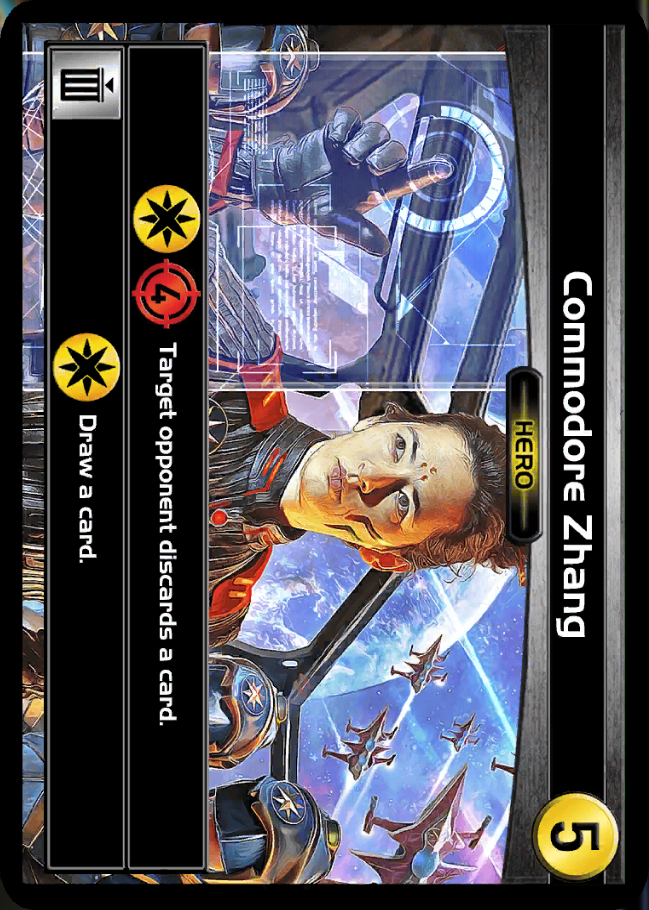 Commodore Zhang
5
HERO
4 Target opponent discards a card.
Draw a card.